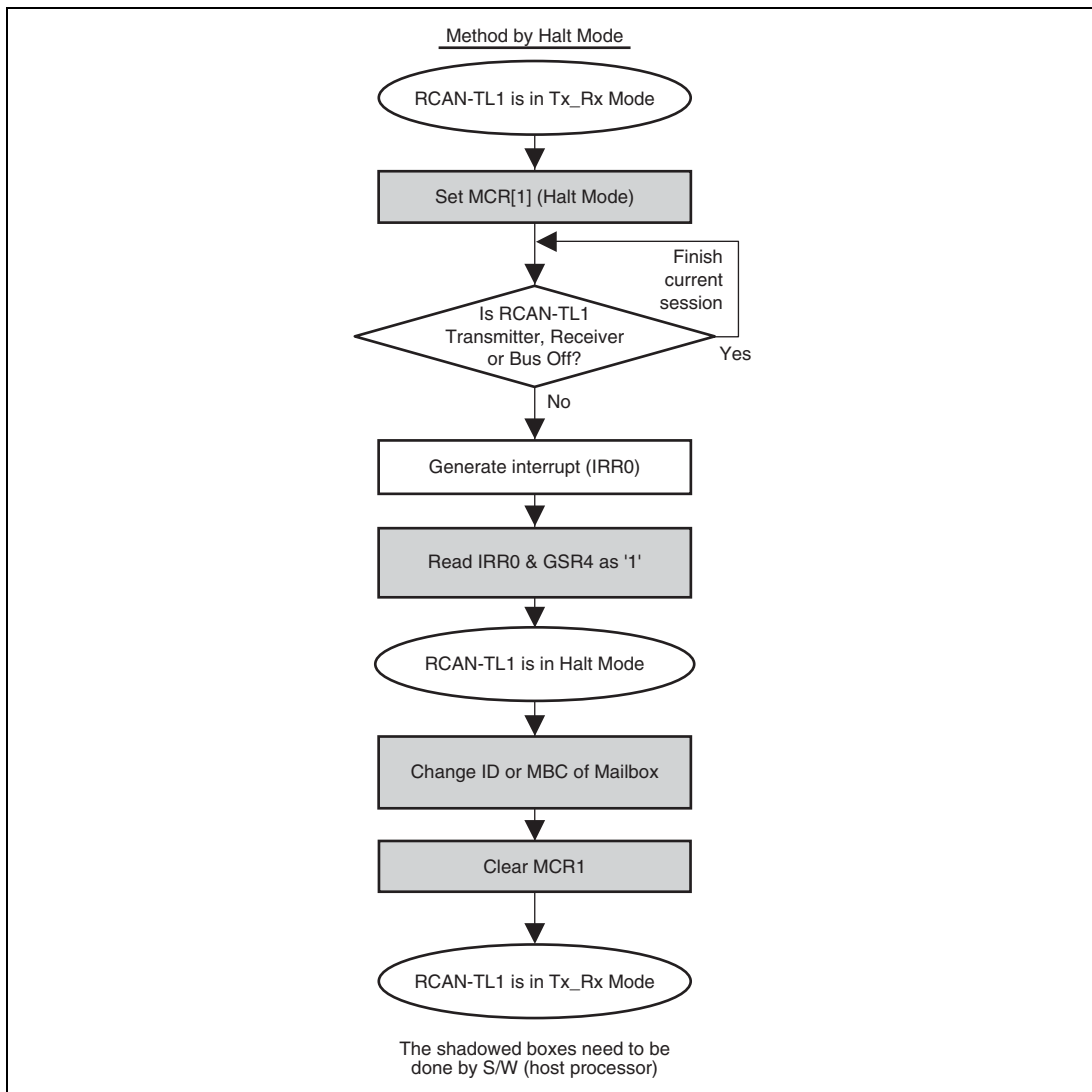 Method by Halt Mode
RCAN-TL1 is in Tx_Rx Mode
Set MCR[1] (Halt Mode)
Finish
current
session
Is RCAN-TL1
Transmitter, Receiver
or Bus Off?
Yes
No
Generate interrupt (IRR0)
Read IRR0 & GSR4 as '1'
RCAN-TL1 is in Halt Mode
Change ID or MBC of Mailbox
Clear MCR1
RCAN-TL1 is in Tx_Rx Mode
The shadowed boxes need to be
done by S/W (host processor)